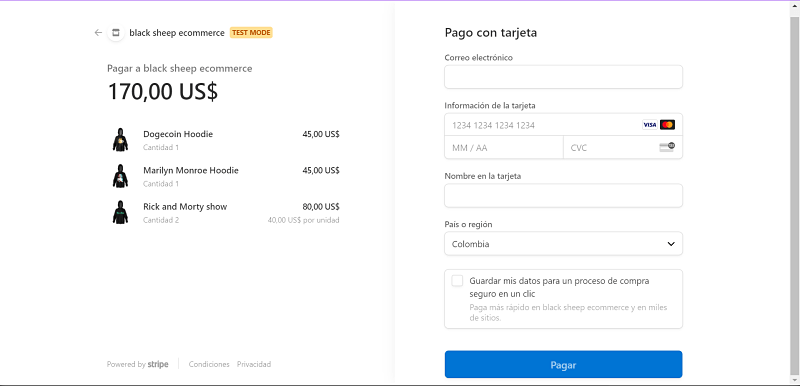 black sheep ecommerce TEST MODE
Pagar a black sheep ecommerce
170,00 US$
Dogecoin Hoodie 45,00 US$
Cantidad 1
Marilyn Monroe Hoodie 45,00 US$
Cantidad 1
Rick and Morty show 80,00 US$
Cantidad 2 40,00 US$ por unidad
Powered by stripe Condiciones Privacidad
Pago con tarjeta
Correo electrónico
Información de la tarjeta
1234 1234 1234 1234 VISA
MM / AA CVC
Nombre en la tarjeta
País o región
Colombia
Guardar mis datos para un proceso de compra
seguro en un clic
Paga más rápido en black sheep ecommerce y en miles
de sitios.
Pagar